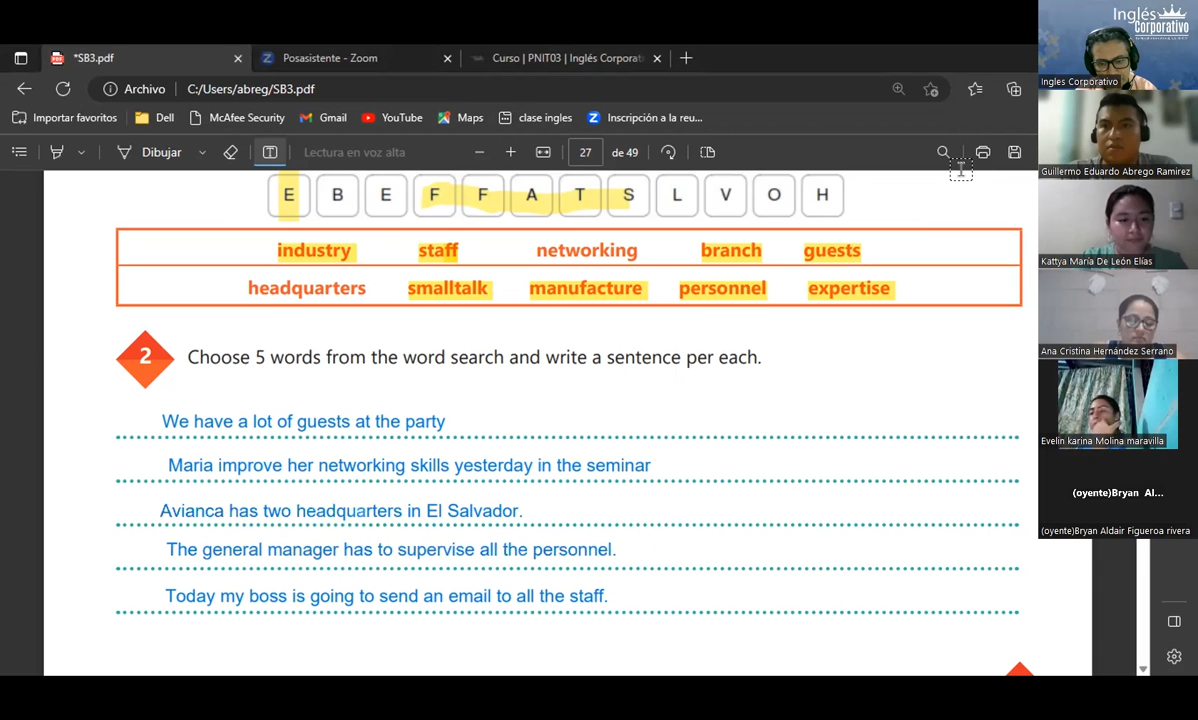 Inglés
Corporativo
*SB3.pdf
Posasistente - Zoom
Curso | PNIT03 | Inglés Corporat
Archivo
C:/Users/abreg/SB3.pdf
Ingles Corporativo
Importar favoritos
Dell
McAfee Security
Gmail
YouTube
Maps
clase ingles
Inscripción a la reu...
Dibujar
Lectura en voz alta
27
de 49
Guillermo Eduardo Abrego Ramirez
E B E F F A T S L V O H
industry staff networking branch guests
headquarters smalltalk manufacture personnel expertise
Kattya María De León Elías
2
Choose 5 words from the word search and write a sentence per each.
Ana Cristina Hernández Serrano
We have a lot of guests at the party
Evelin karina Molina maravilla
Maria improve her networking skills yesterday in the seminar
(oyente)Bryan Al...
Avianca has two headquarters in El Salvador.
(oyente)Bryan Aldair Figueroa rivera
The general manager has to supervise all the personnel.
Today my boss is going to send an email to all the staff.